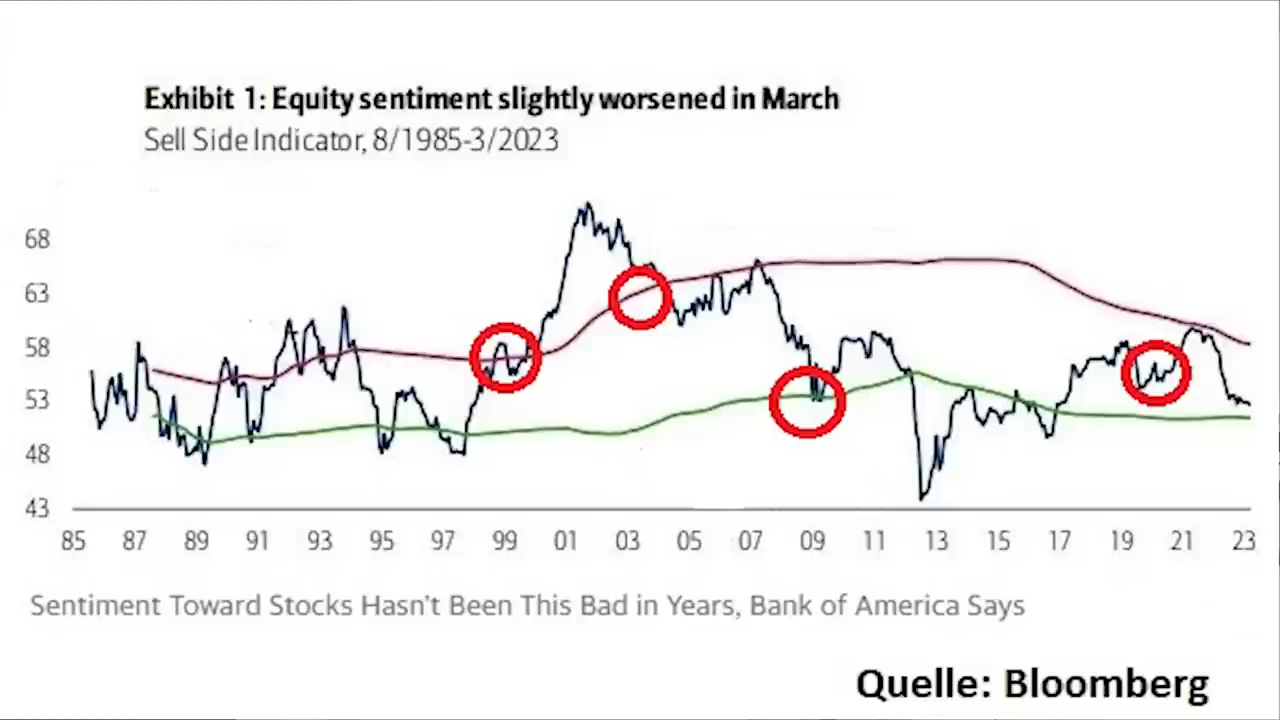 Exhibit 1: Equity sentiment slightly worsened in March
Sell Side Indicator, 8/1985-3/2023
68
63
58
53
48
43
85 87 89 91 93 95 97 99 01 03 05 07 09 11 13 15 17 19 21 23
Sentiment Toward Stocks Hasn't Been This Bad in Years, Bank of America Says
Quelle: Bloomberg